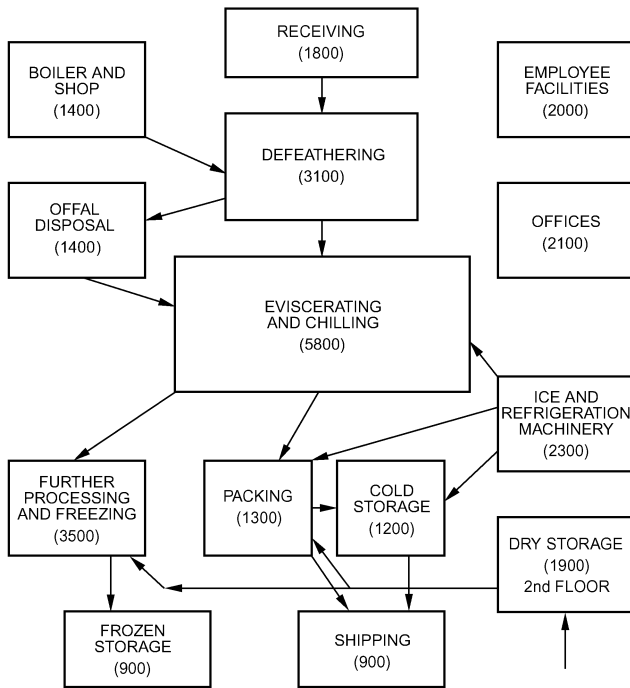 RECEIVING
(1800)
BOILER AND
SHOP
(1400)
EMPLOYEE
FACILITIES
(2000)
DEFEATHERING
(3100)
OFFAL
DISPOSAL
(1400)
OFFICES
(2100)
EVISCERATING
AND CHILLING
(5800)
ICE AND
REFRIGERATION
MACHINERY
(2300)
FURTHER
PROCESSING
AND FREEZING
(3500)
PACKING
(1300)
COLD
STORAGE
(1200)
DRY STORAGE
(1900)
2nd FLOOR
FROZEN
STORAGE
(900)
SHIPPING
(900)